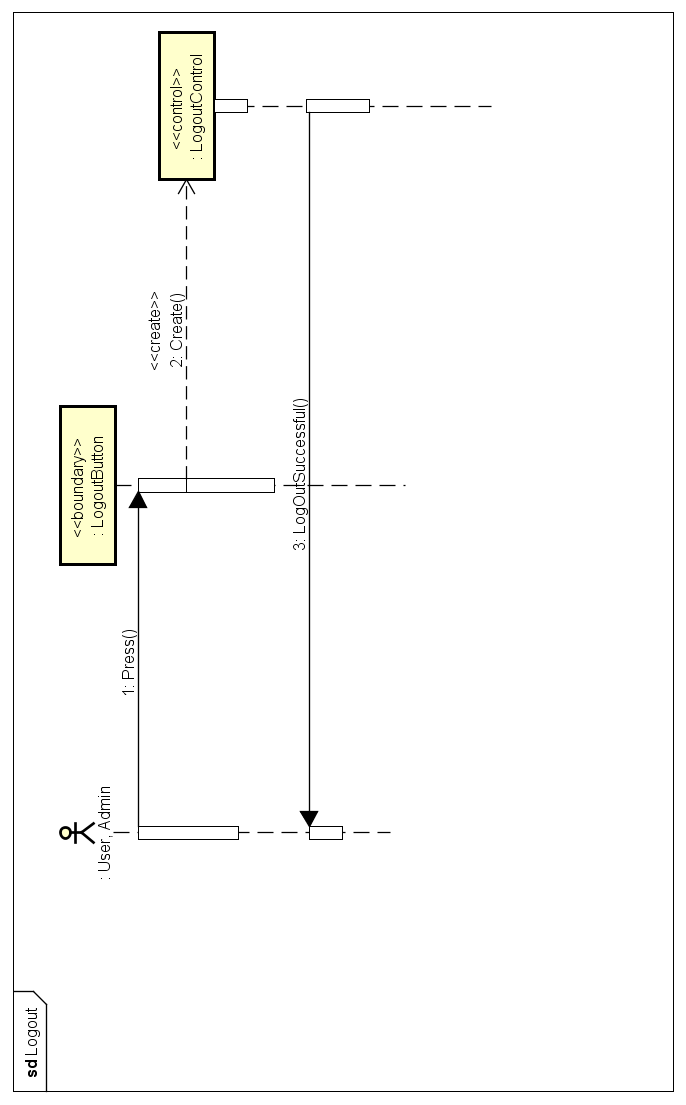 sd Logout
: User, Admin
<<boundary>>
: LogoutButton
<<control>>
: LogoutControl
1: Press()
<<create>>
2: Create()
3: LogOutSuccessful()